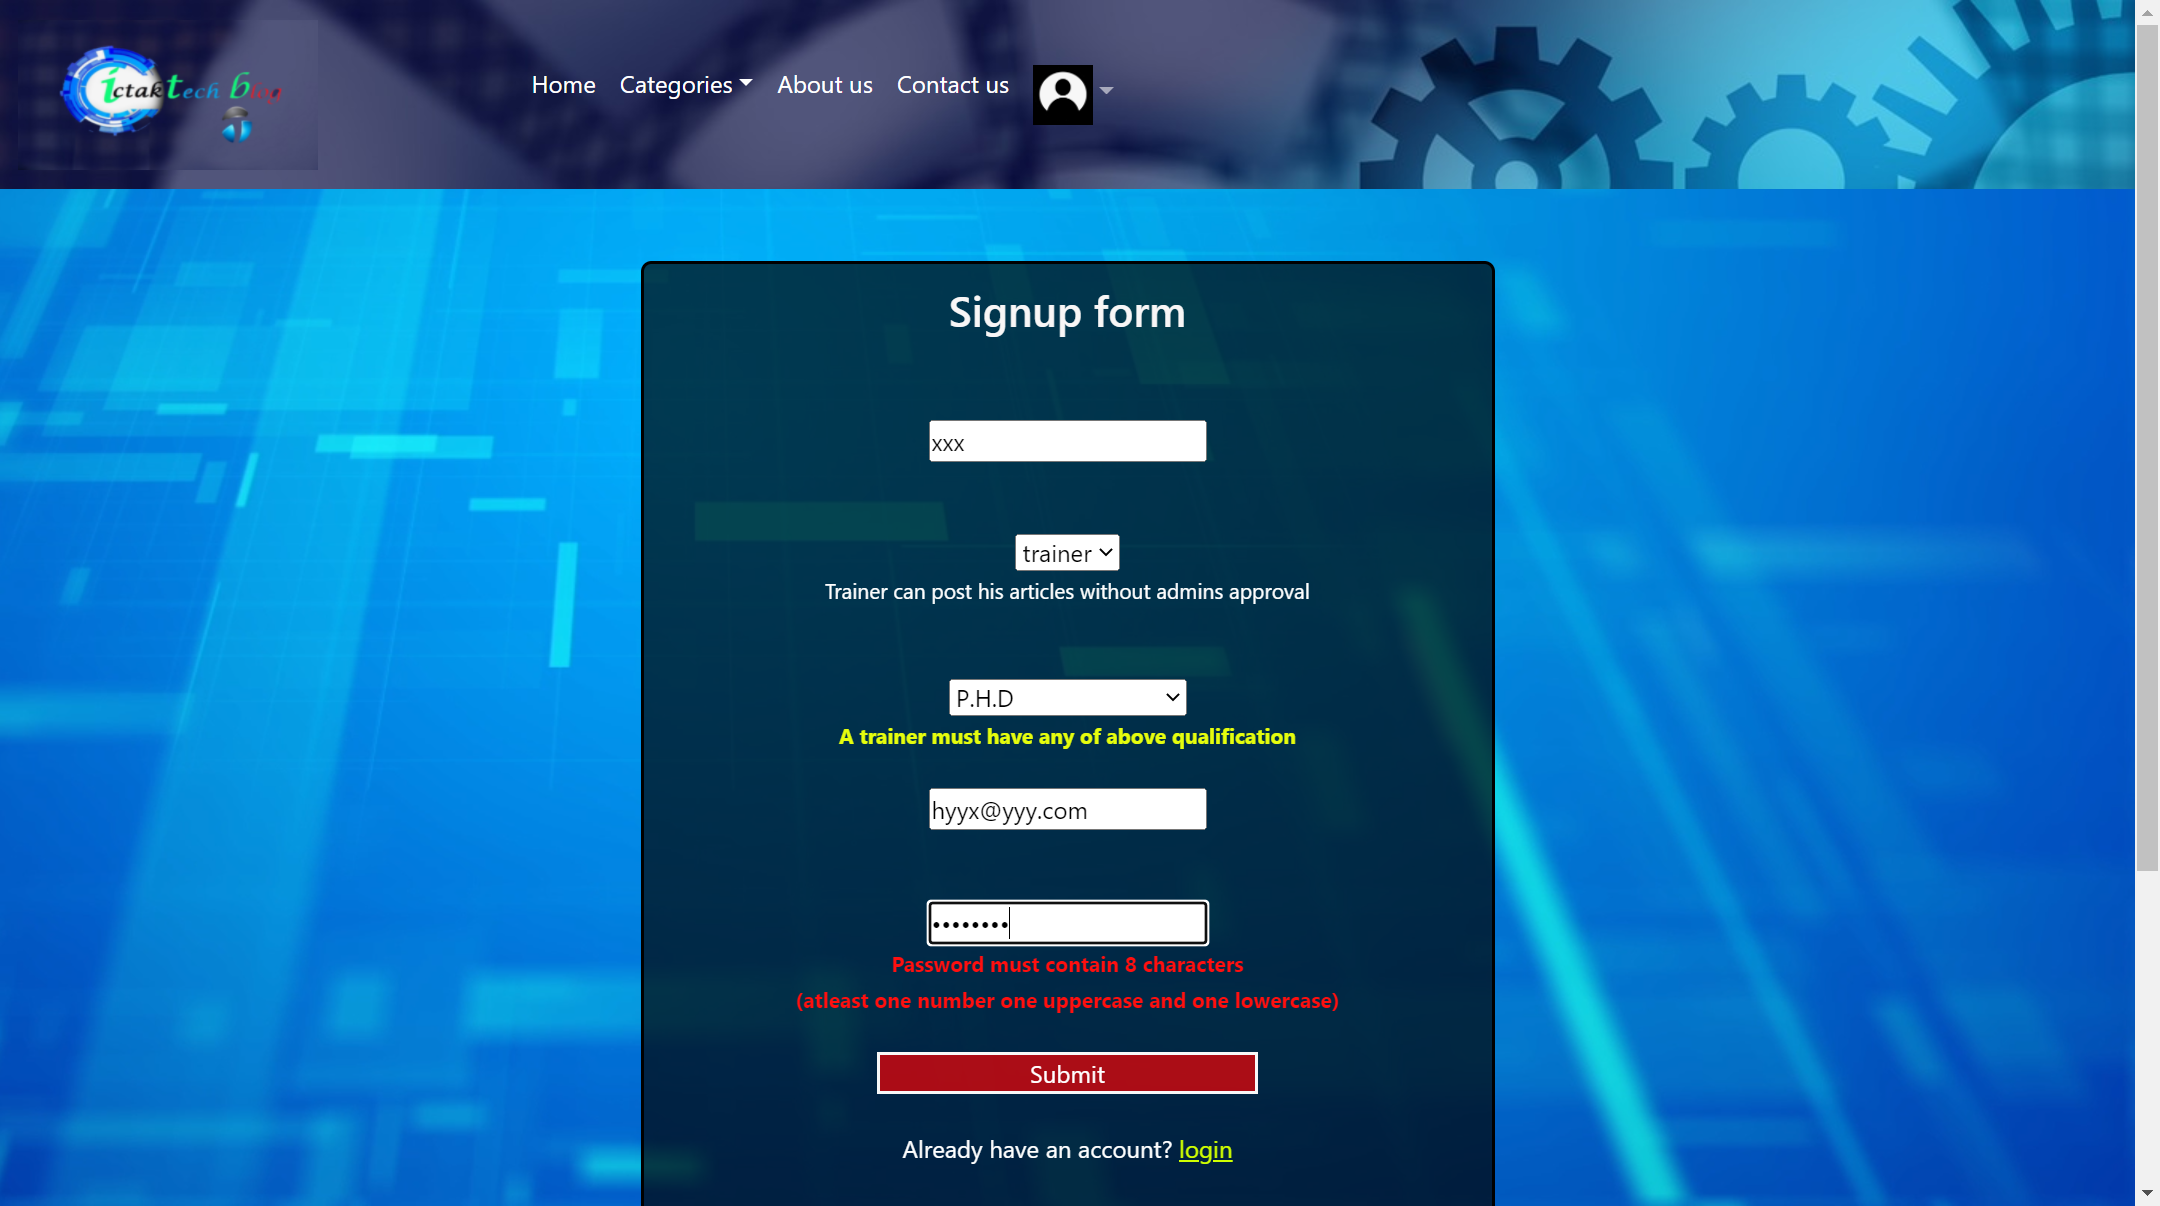 ictaktech blog
Home Categories About us Contact us
Signup form
xxx
trainer
Trainer can post his articles without admins approval
P.H.D
A trainer must have any of above qualification
hyyx@yyy.com
Password must contain 8 characters
(atleast one number one uppercase and one lowercase)
Submit
Already have an account? login